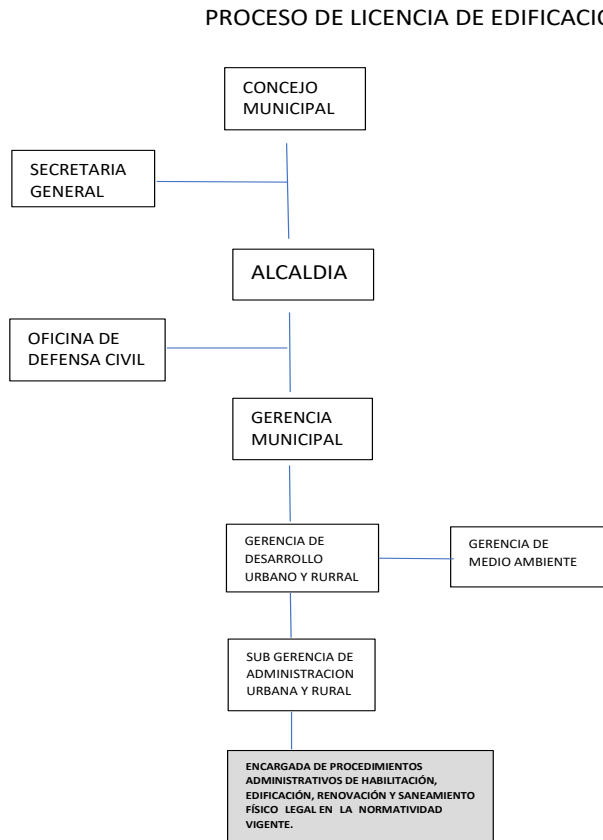 PROCESO DE LICENCIA DE EDIFICACIO
CONCEJO
MUNICIPAL
SECRETARIA
GENERAL
ALCALDIA
OFICINA DE
DEFENSA CIVIL
GERENCIA
MUNICIPAL
GERENCIA DE
DESARROLLO
URBANO Y RURRAL
GERENCIA DE
MEDIO AMBIENTE
SUB GERENCIA DE
ADMINISTRACION
URBANA Y RURAL
ENCARGADA DE PROCEDIMIENTOS
ADMINISTRATIVOS DE HABILITACIÓN,
EDIFICACIÓN, RENOVACIÓN Y SANEAMIENTO
FÍSICO LEGAL EN LA NORMATIVIDAD
VIGENTE.